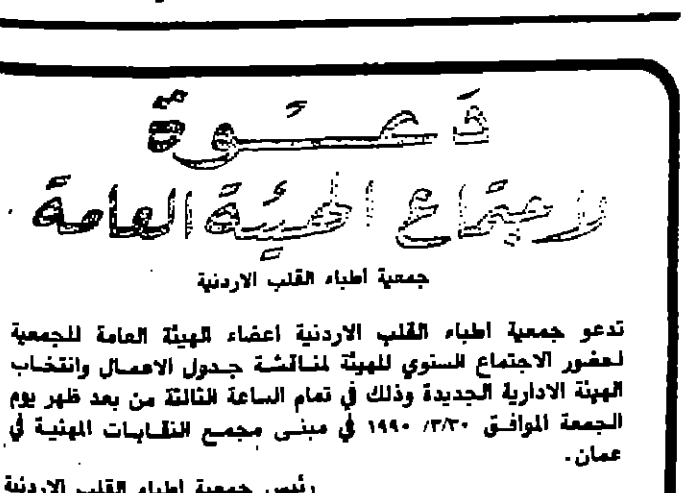 دَعْوَة
لاجتماع الهيئة العامة
جمعية اطباء القلب الاردنية
تدعو جمعية اطباء القلب الاردنية اعضاء الهيئة العامة للجمعية
لحضور الاجتماع السنوي للهيئة لمناقشة جدول الاعمال وانتخاب
الهيئة الادارية الجديدة وذلك في تمام الساعة الثالثة من بعد ظهر يوم
الجمعة الموافق ٣/٣٠/ ١٩٩٠ في مبنى مجمع النقابات المهنية في
عمان.
رئيس جمعية اطباء القلب الاردنية